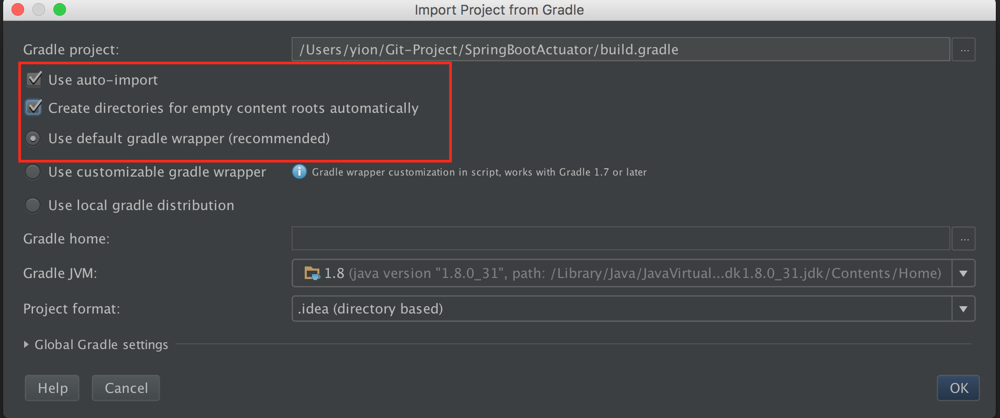 Import Project from Gradle
Gradle project: /Users/yion/Git-Project/SpringBootActuator/build.gradle ...
Use auto-import
Create directories for empty content roots automatically
Use default gradle wrapper (recommended)
Use customizable gradle wrapper i Gradle wrapper customization in script, works with Gradle 1.7 or later
Use local gradle distribution
Gradle home: ...
Gradle JVM: 1.8 (java version "1.8.0_31", path: /Library/Java/JavaVirtual...dk1.8.0_31.jdk/Contents/Home)
Project format: .idea (directory based)
Global Gradle settings
Help Cancel OK